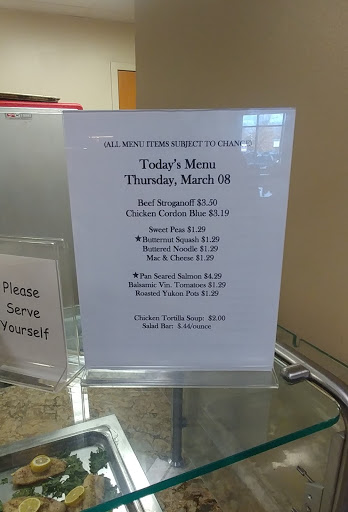 (ALL MENU ITEMS SUBJECT TO CHANGE)
Today's Menu
Thursday, March 08
Beef Stroganoff $3.50
Chicken Cordon Blue $3.19
Sweet Peas $1.29
★Butternut Squash $1.29
Buttered Noodle $1.29
Mac & Cheese $1.29
★Pan Seared Salmon $4.29
Balsamic Vin. Tomatoes $1.29
Roasted Yukon Pots $1.29
Chicken Tortilla Soup: $2.00
Salad Bar: $.44/ounce
Please
Serve
Yourself